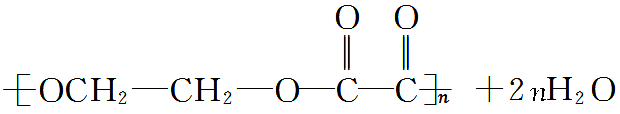 O O
‖ ‖
⁅OCH₂—CH₂—O—C—C⁆ₙ +2nH₂O